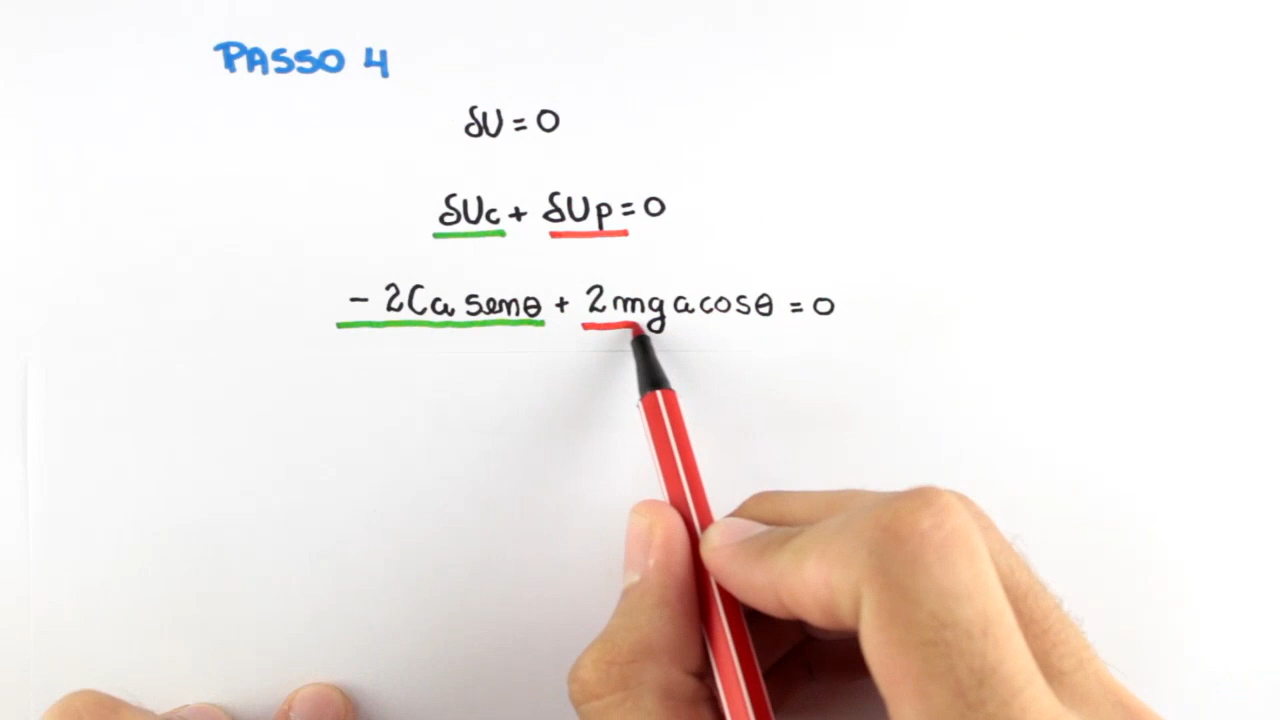 PASSO 4
δU = 0
δUc + δUp = 0
- 2Ca senθ + 2mga cosθ = 0